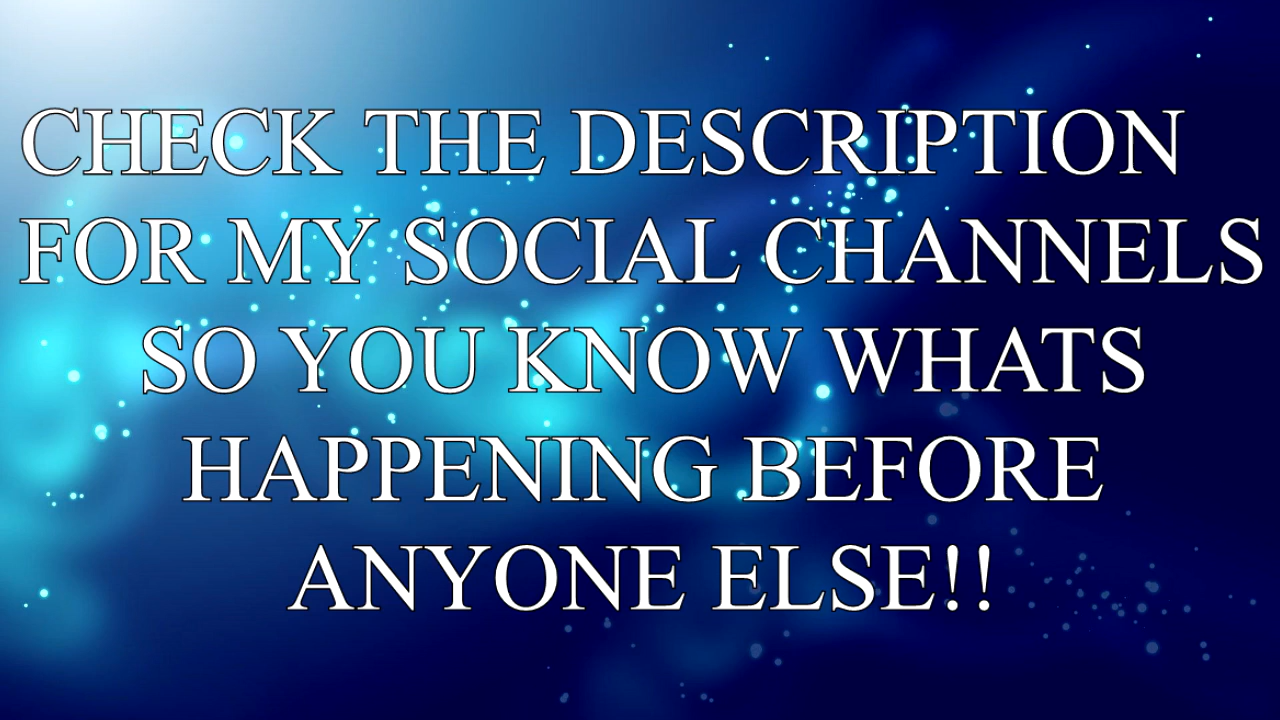 CHECK THE DESCRIPTION
FOR MY SOCIAL CHANNELS
SO YOU KNOW WHATS
HAPPENING BEFORE
ANYONE ELSE!!